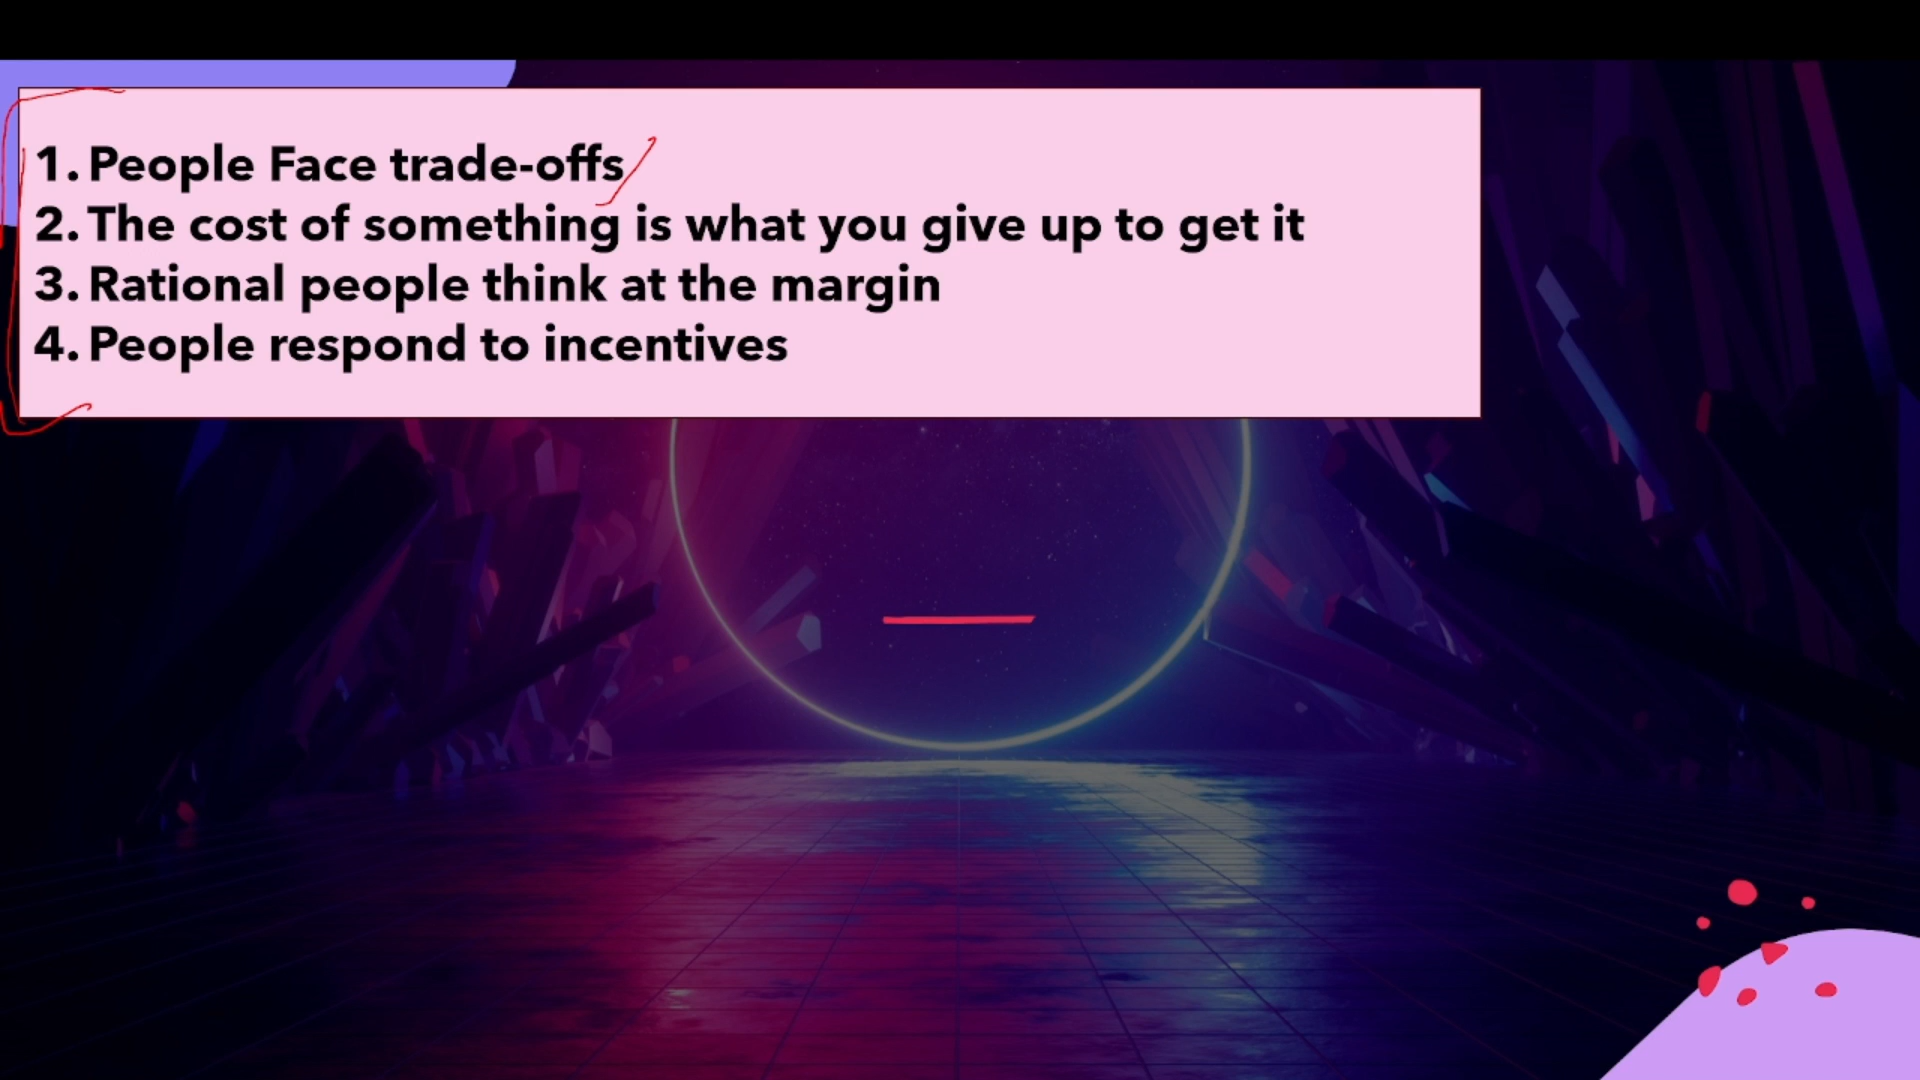 1. People Face trade-offs
2. The cost of something is what you give up to get it
3. Rational people think at the margin
4. People respond to incentives